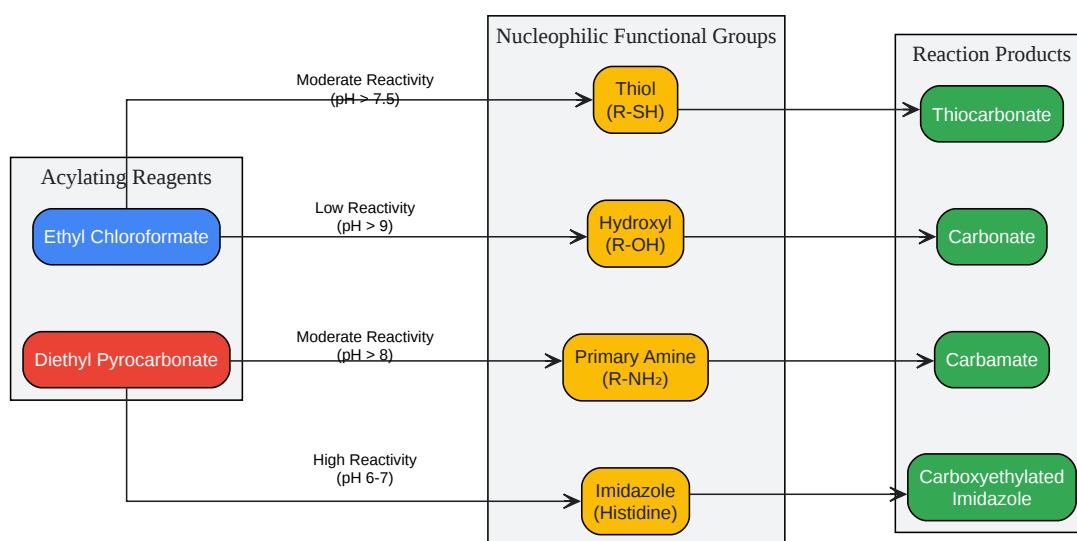 Nucleophilic Functional Groups
Reaction Products
Acylating Reagents
Moderate Reactivity
(pH > 7.5)
Thiol
(R-SH)
Thiocarbonate
Ethyl Chloroformate
Low Reactivity
(pH > 9)
Hydroxyl
(R-OH)
Carbonate
Diethyl Pyrocarbonate
Moderate Reactivity
(pH > 8)
Primary Amine
(R-NH₂)
Carbamate
High Reactivity
(pH 6-7)
Imidazole
(Histidine)
Carboxyethylated
Imidazole